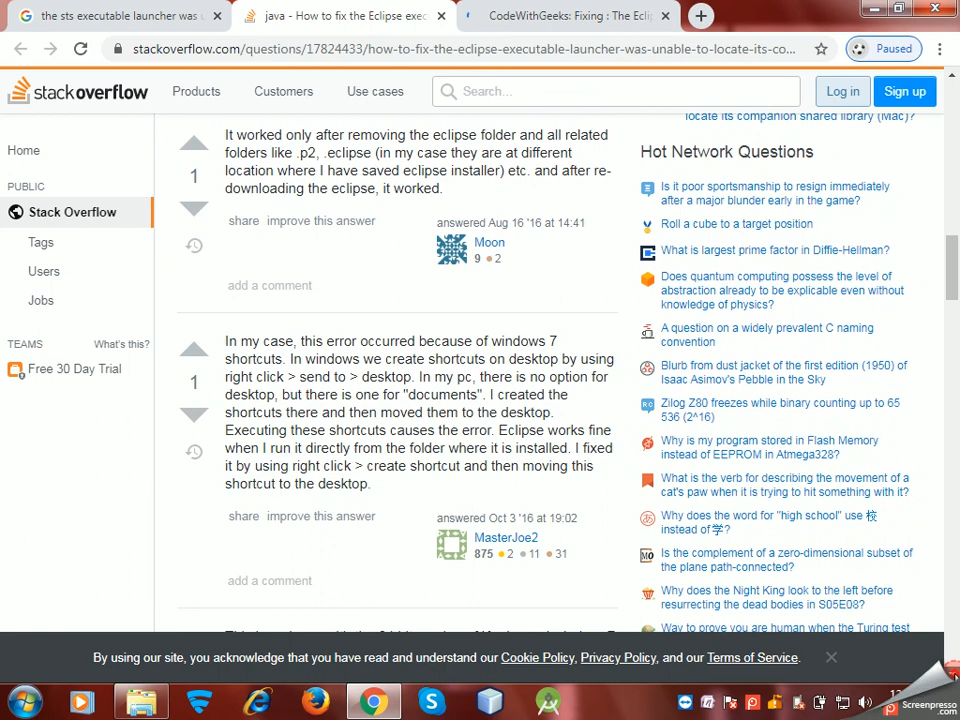 the sts executable launcher was u
java - How to fix the Eclipse exec
CodeWithGeeks: Fixing : The Ecli
stackoverflow.com/questions/17824433/how-to-fix-the-eclipse-executable-launcher-was-unable-to-locate-its-co...
Paused
stackoverflow
Products
Customers
Use cases
Search...
Log in
Sign up
Home
PUBLIC
Stack Overflow
Tags
Users
Jobs
TEAMS
What's this?
Free 30 Day Trial
It worked only after removing the eclipse folder and all related
folders like .p2, .eclipse (in my case they are at different
location where I have saved eclipse installer) etc. and after re-
downloading the eclipse, it worked.
1
share improve this answer
answered Aug 16 '16 at 14:41
Moon
9 2
add a comment
In my case, this error occurred because of windows 7
shortcuts. In windows we create shortcuts on desktop by using
right click > send to > desktop. In my pc, there is no option for
desktop, but there is one for "documents". I created the
shortcuts there and then moved them to the desktop.
Executing these shortcuts causes the error. Eclipse works fine
when I run it directly from the folder where it is installed. I fixed
it by using right click > create shortcut and then moving this
shortcut to the desktop.
1
share improve this answer
answered Oct 3 '16 at 19:02
MasterJoe2
875 2 11 31
add a comment
locate its companion shared library (Mac)?
Hot Network Questions
Is it poor sportsmanship to resign immediately
after a major blunder early in the game?
Roll a cube to a target position
What is largest prime factor in Diffie-Hellman?
Does quantum computing possess the level of
abstraction already to be explicable even without
knowledge of physics?
A question on a widely prevalent C naming
convention
Blurb from dust jacket of the first edition (1950) of
Isaac Asimov's Pebble in the Sky
Zilog Z80 freezes while binary counting up to 65
536 (2^16)
Why is my program stored in Flash Memory
instead of EEPROM in Atmega328?
What is the verb for describing the movement of a
cat's paw when it is trying to hit something with it?
Why does the word for "high school" use 校
instead of学?
Is the complement of a zero-dimensional subset of
the plane path-connected?
Why does the Night King look to the left before
resurrecting the dead bodies in S05E08?
Way to prove you are human when the Turing test
By using our site, you acknowledge that you have read and understand our Cookie Policy, Privacy Policy, and our Terms of Service.
Screenpresso
.com